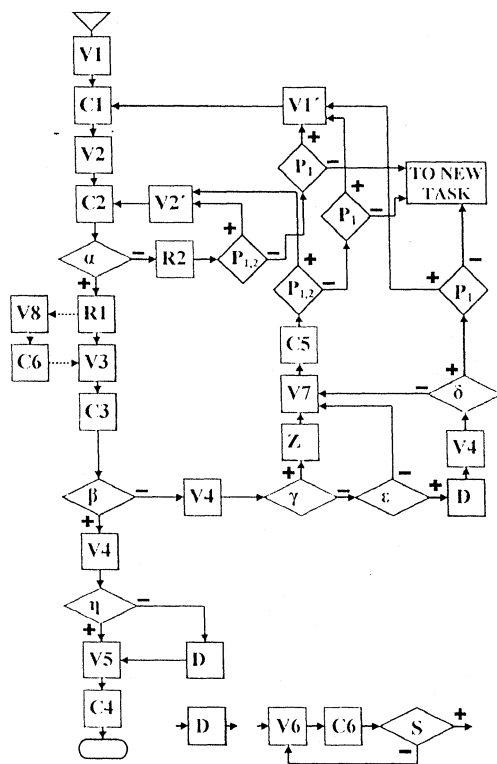 V1
C1
V1´
V2
P1
TO NEW
TASK
C2
V2´
P1
α
R2
P1,2
P1,2
P1
V8
R1
C5
C6
V3
V7
δ
C3
Z
V4
β
V4
γ
ε
D
V4
η
V5
D
C4
D
V6
C6
S
+
−
+
−
+
−
+
−
+
−
+
−
+
−
+
−
+
−
+
−
+
−
+
−
+
−